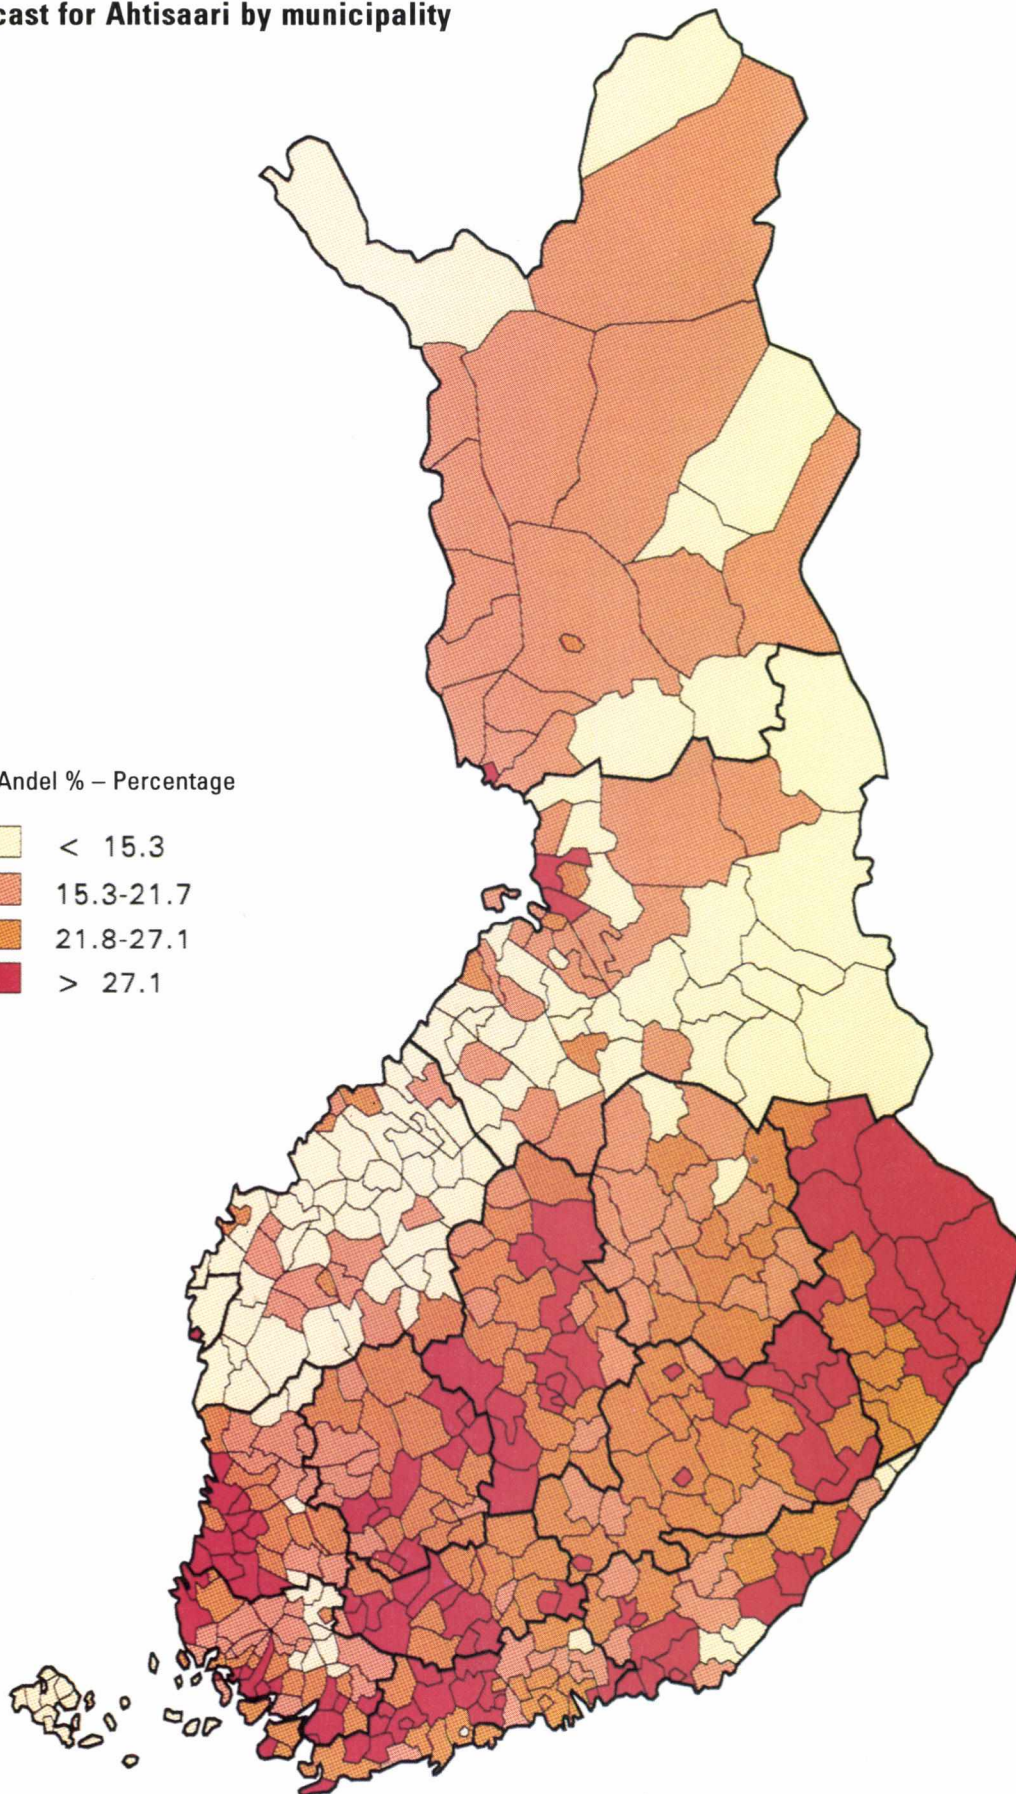 cast for Ahtisaari by municipality
Andel % – Percentage
< 15.3
15.3-21.7
21.8-27.1
> 27.1